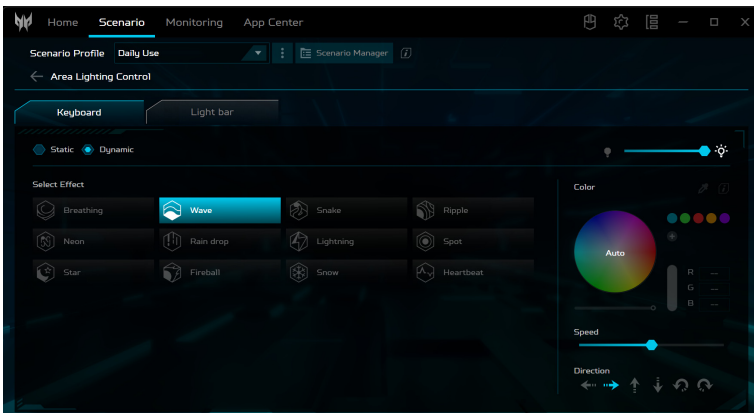 Home Scenario Monitoring App Center
Scenario Profile Daily Use Scenario Manager
Area Lighting Control
Keyboard Light bar
Static Dynamic
Select Effect
Breathing Wave Snake Ripple
Neon Rain drop Lightning Spot
Star Fireball Snow Heartbeat
Color
Auto
R ---
G ---
B ---
Speed
Direction